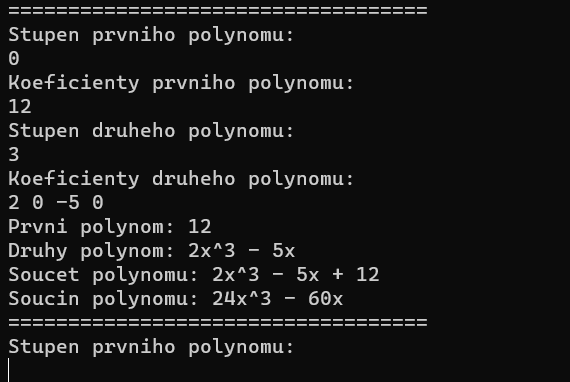 ===================================
Stupen prvniho polynomu:
0
Koeficienty prvniho polynomu:
12
Stupen druheho polynomu:
3
Koeficienty druheho polynomu:
2 0 -5 0
Prvni polynom: 12
Druhy polynom: 2x^3 - 5x
Soucet polynomu: 2x^3 - 5x + 12
Soucin polynomu: 24x^3 - 60x
===================================
Stupen prvniho polynomu: